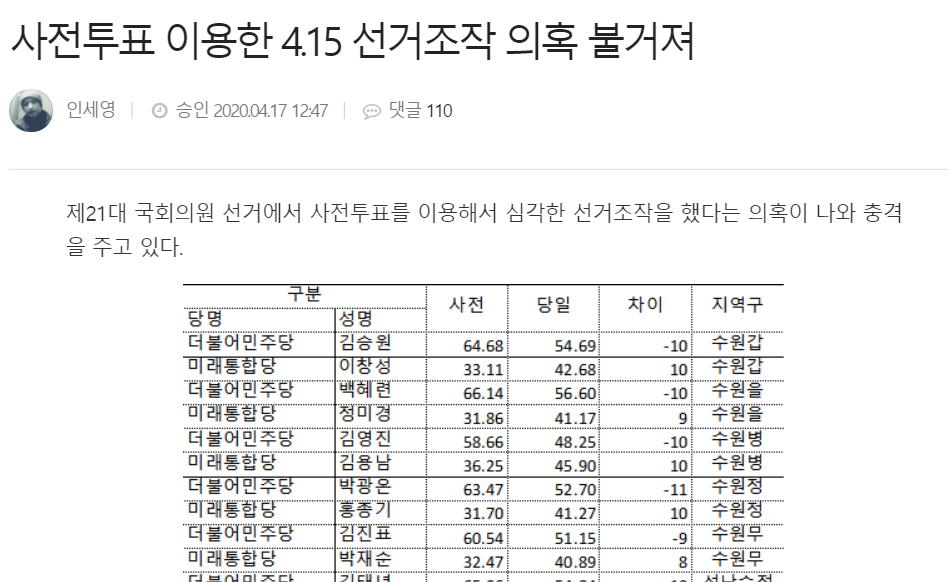 사전투표 이용한 4.15 선거조작 의혹 불거져
인세영 승인 2020.04.17 12:47 댓글 110
제21대 국회의원 선거에서 사전투표를 이용해서 심각한 선거조작을 했다는 의혹이 나와 충격
을 주고 있다.
구분 사전 당일 차이 지역구
당명 성명
더불어민주당 김승원 64.68 54.69 -10 수원갑
미래통합당 이창성 33.11 42.68 10 수원갑
더불어민주당 백혜련 66.14 56.60 -10 수원을
미래통합당 정미경 31.86 41.17 9 수원을
더불어민주당 김영진 58.66 48.25 -10 수원병
미래통합당 김용남 36.25 45.90 10 수원병
더불어민주당 박광온 63.47 52.70 -11 수원정
미래통합당 홍종기 31.70 41.27 10 수원정
더불어민주당 김진표 60.54 51.15 -9 수원무
미래통합당 박재순 32.47 40.89 8 수원무